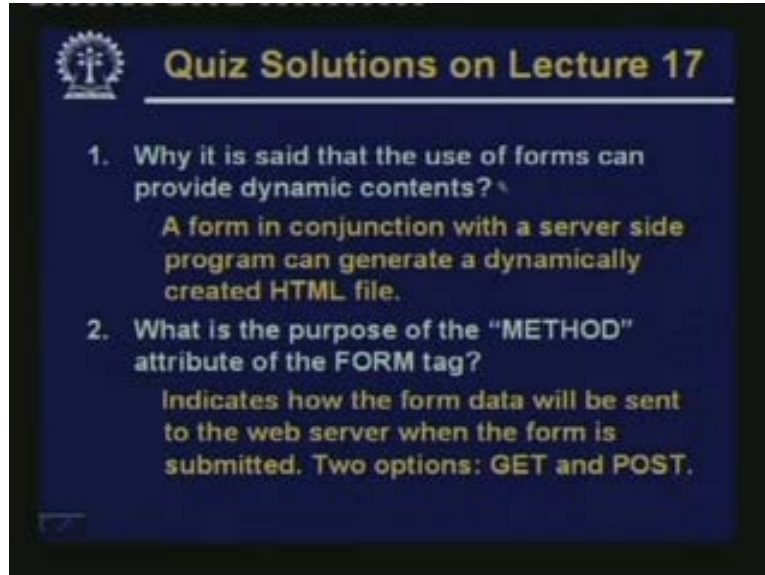 Quiz Solutions on Lecture 17
1. Why it is said that the use of forms can
provide dynamic contents?
A form in conjunction with a server side
program can generate a dynamically
created HTML file.
2. What is the purpose of the “METHOD”
attribute of the FORM tag?
Indicates how the form data will be sent
to the web server when the form is
submitted. Two options: GET and POST.